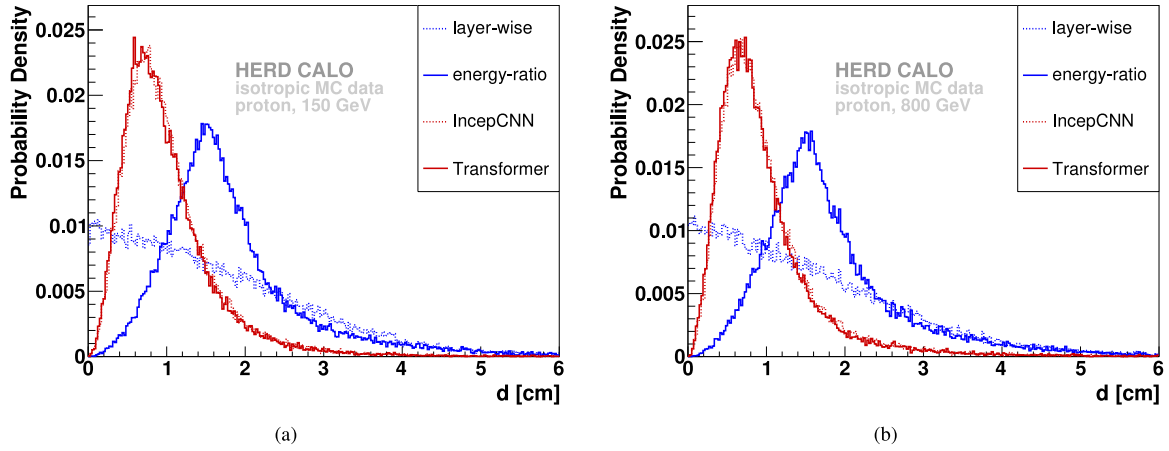 Probability Density
0.025
0.02
0.015
0.01
0.005
0
HERD CALO
isotropic MC data
proton, 150 GeV
layer-wise
energy-ratio
IncepCNN
Transformer
0 1 2 3 4 5 6
d [cm]
(a)
Probability Density
0.025
0.02
0.015
0.01
0.005
0
HERD CALO
isotropic MC data
proton, 800 GeV
layer-wise
energy-ratio
IncepCNN
Transformer
0 1 2 3 4 5 6
d [cm]
(b)